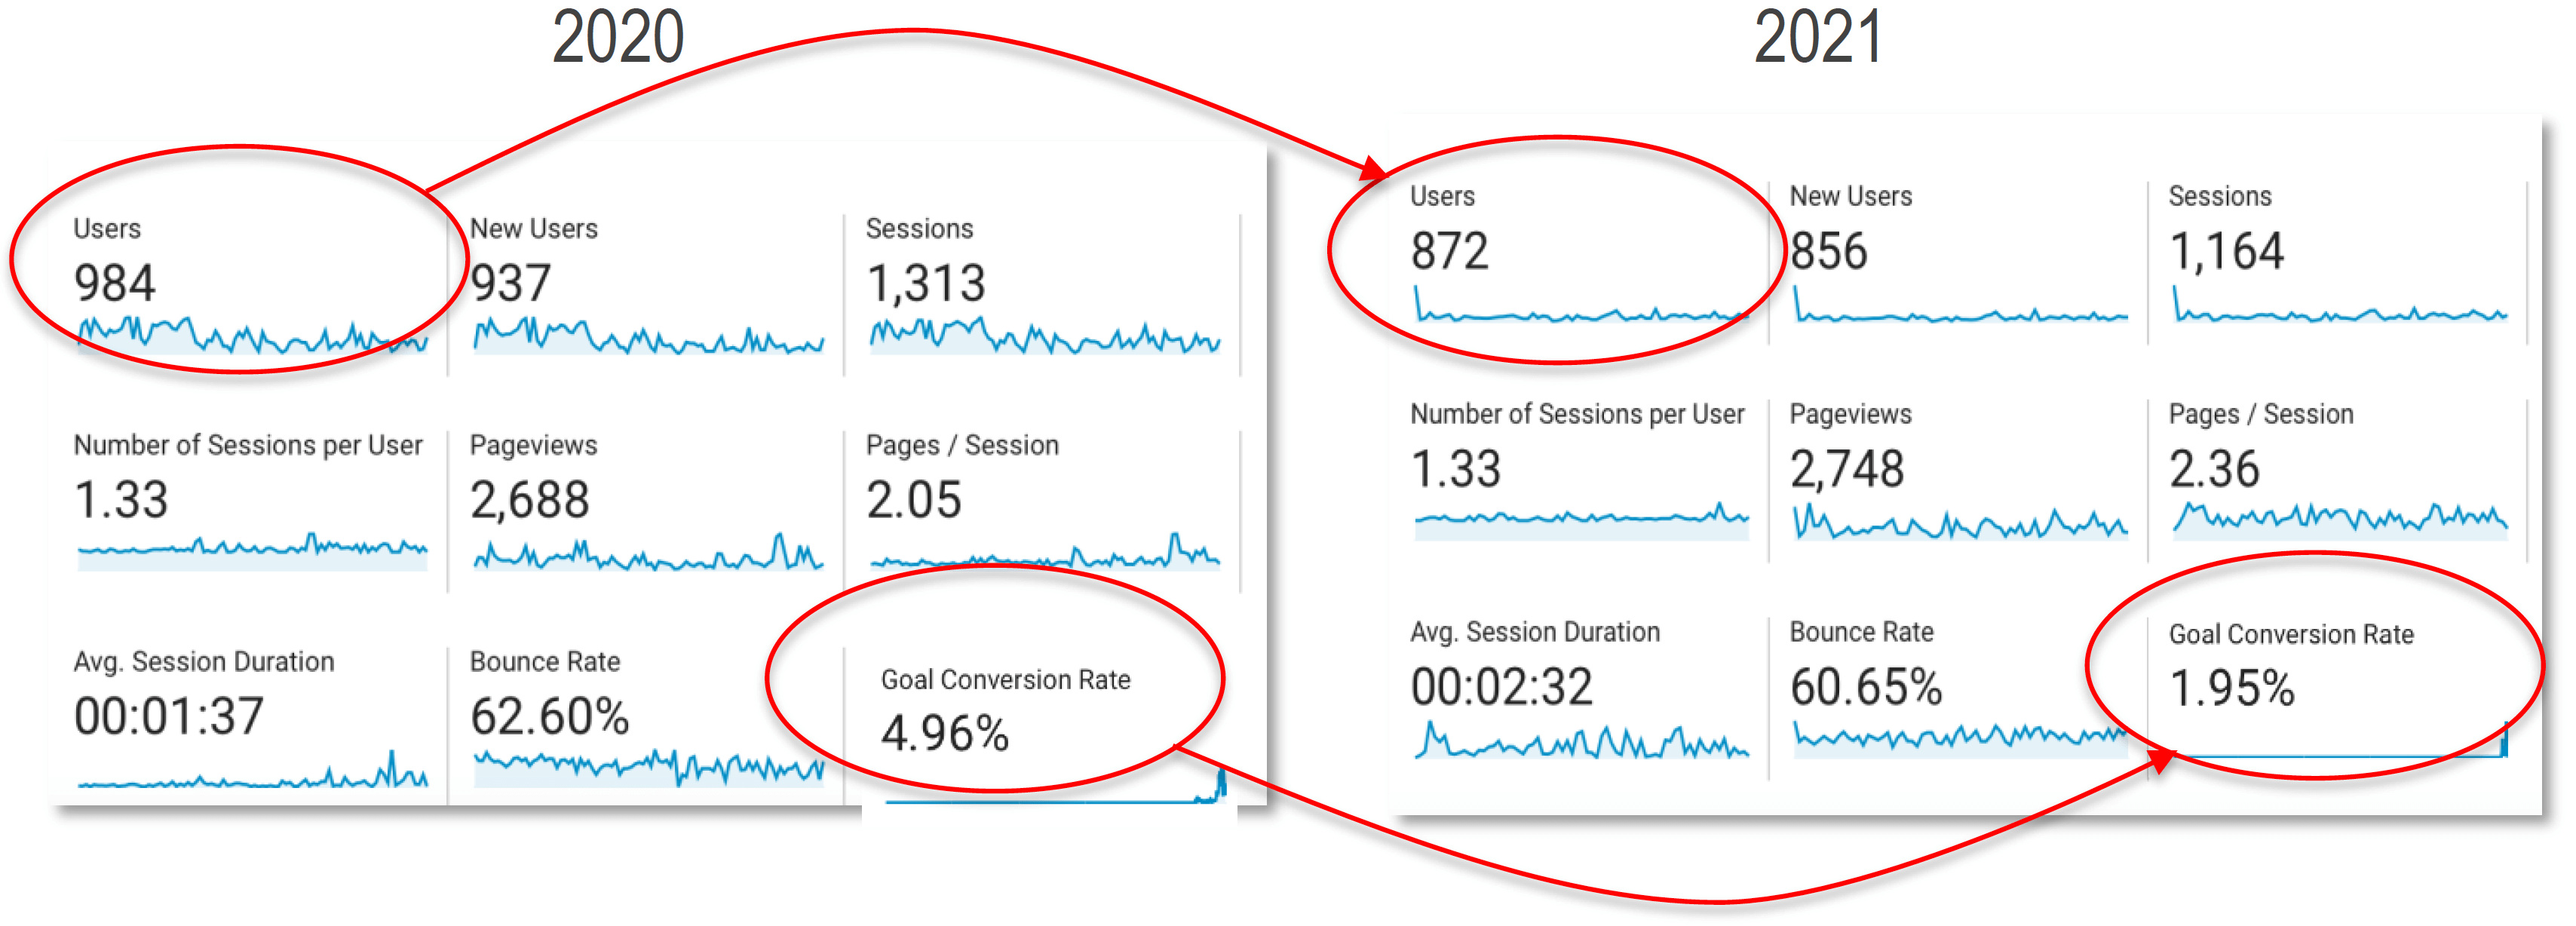 2020
2021
Users
984
New Users
937
Sessions
1,313
Number of Sessions per User
1.33
Pageviews
2,688
Pages / Session
2.05
Avg. Session Duration
00:01:37
Bounce Rate
62.60%
Goal Conversion Rate
4.96%
Users
872
New Users
856
Sessions
1,164
Number of Sessions per User
1.33
Pageviews
2,748
Pages / Session
2.36
Avg. Session Duration
00:02:32
Bounce Rate
60.65%
Goal Conversion Rate
1.95%